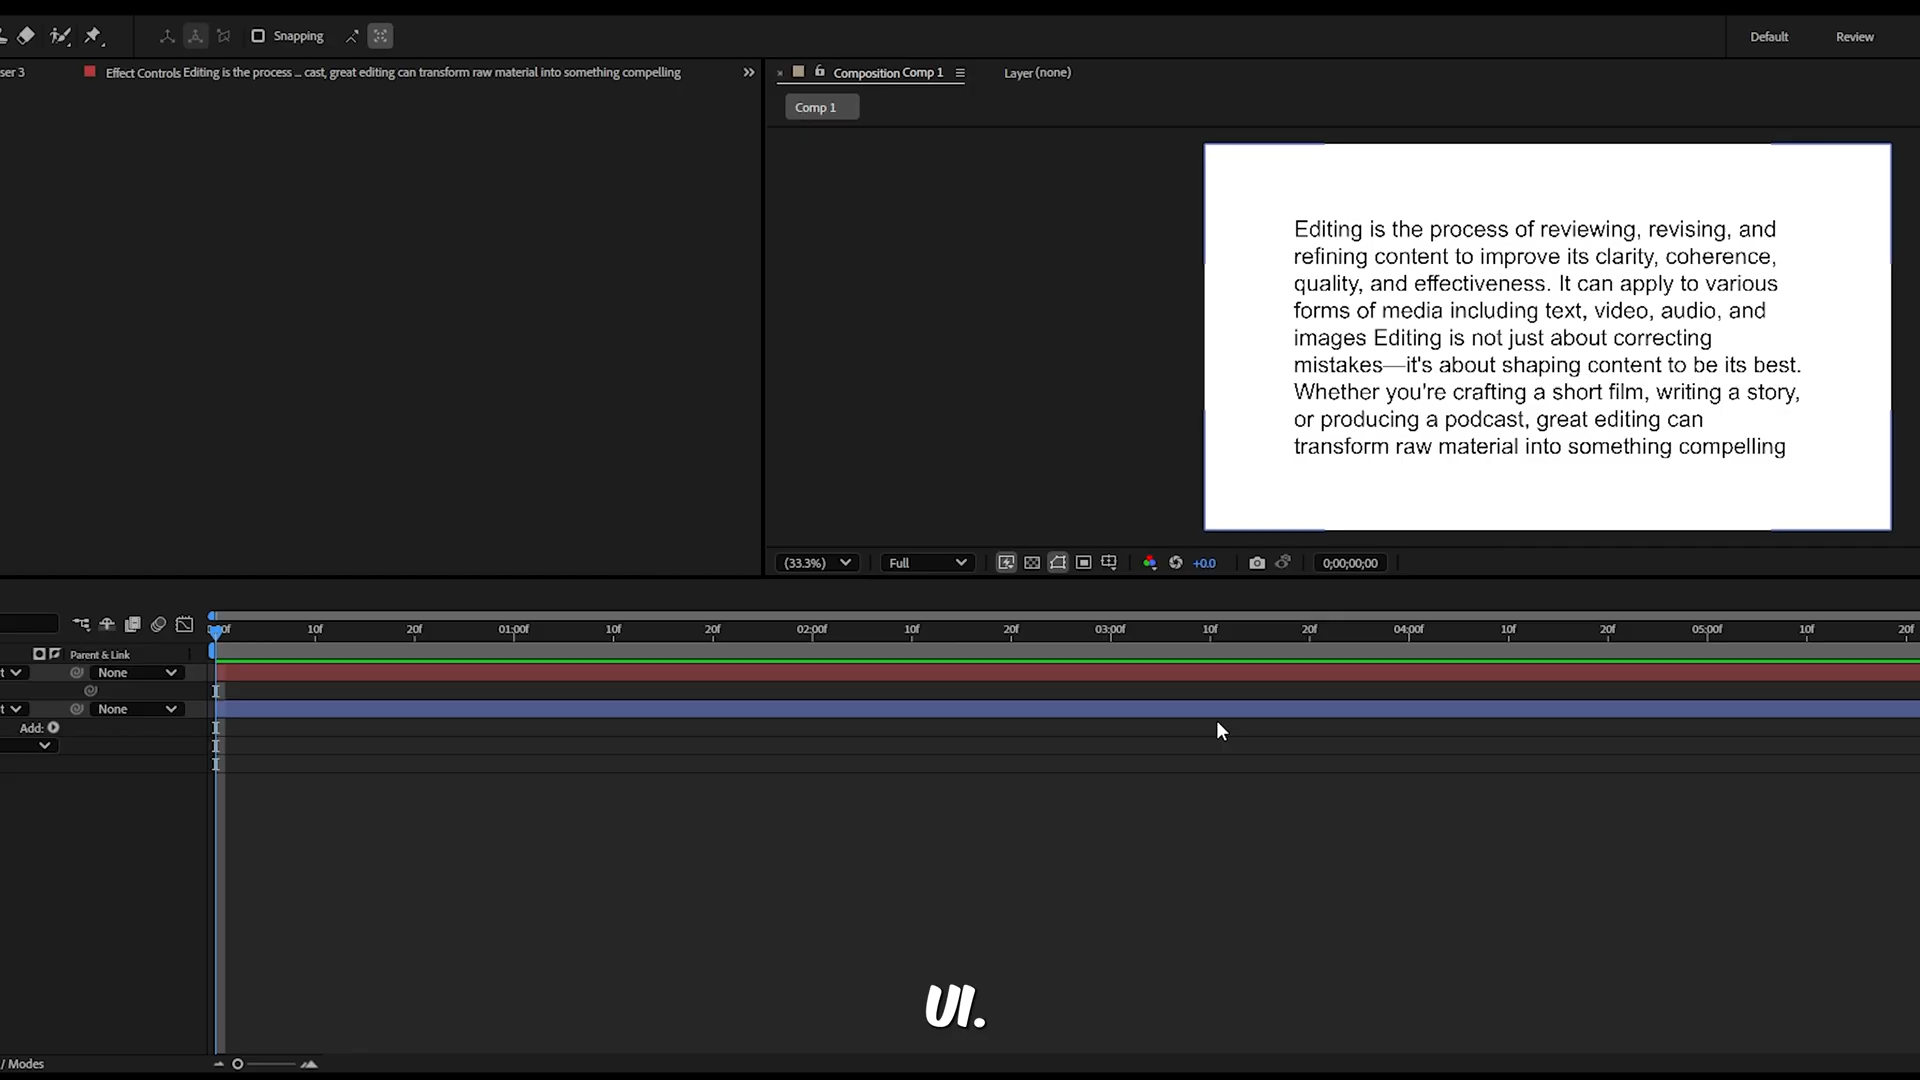 Snapping
Default
Review
ser 3
Effect Controls Editing is the process ... cast, great editing can transform raw material into something compelling
»
× Composition Comp 1
Layer (none)
Comp 1
Editing is the process of reviewing, revising, and
refining content to improve its clarity, coherence,
quality, and effectiveness. It can apply to various
forms of media including text, video, audio, and
images Editing is not just about correcting
mistakes—it's about shaping content to be its best.
Whether you're crafting a short film, writing a story,
or producing a podcast, great editing can
transform raw material into something compelling
(33.3%)
Full
+0.0
0;00;00;00
10f
20f
01:00f
10f
20f
02:00f
10f
20f
03:00f
10f
20f
04:00f
10f
20f
05:00f
10f
20f
Parent & Link
t
None
t
None
Add:
UI.
/ Modes